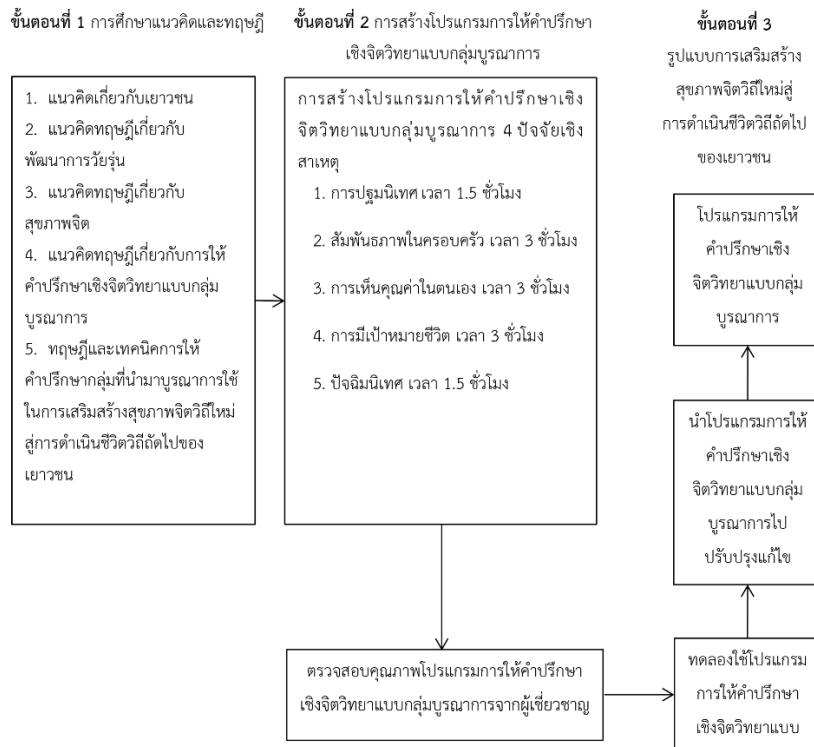 ขั้นตอนที่ 1 การศึกษาแนวคิดและทฤษฎี
1. แนวคิดเกี่ยวกับเยาวชน
2. แนวคิดทฤษฎีเกี่ยวกับ
พัฒนาการวัยรุ่น
3. แนวคิดทฤษฎีเกี่ยวกับ
สุขภาพจิต
4. แนวคิดทฤษฎีเกี่ยวกับการให้
คำปรึกษาเชิงจิตวิทยาแบบกลุ่ม
บูรณาการ
5. ทฤษฎีและเทคนิคการให้
คำปรึกษากลุ่มที่นำมาบูรณาการใช้
ในการเสริมสร้างสุขภาพจิตวิถีใหม่
สู่การดำเนินชีวิตวิถีถัดไปของ
เยาวชน
ขั้นตอนที่ 2 การสร้างโปรแกรมการให้คำปรึกษา
เชิงจิตวิทยาแบบกลุ่มบูรณาการ
การสร้างโปรแกรมการให้คำปรึกษาเชิง
จิตวิทยาแบบกลุ่มบูรณาการ 4 ปัจจัยเชิง
สาเหตุ
1. การปฐมนิเทศ เวลา 1.5 ชั่วโมง
2. สัมพันธภาพในครอบครัว เวลา 3 ชั่วโมง
3. การเห็นคุณค่าในตนเอง เวลา 3 ชั่วโมง
4. การมีเป้าหมายชีวิต เวลา 3 ชั่วโมง
5. ปัจฉิมนิเทศ เวลา 1.5 ชั่วโมง
ตรวจสอบคุณภาพโปรแกรมการให้คำปรึกษา
เชิงจิตวิทยาแบบกลุ่มบูรณาการจากผู้เชี่ยวชาญ
ขั้นตอนที่ 3
รูปแบบการเสริมสร้าง
สุขภาพจิตวิถีใหม่สู่
การดำเนินชีวิตวิถีถัดไป
ของเยาวชน
โปรแกรมการให้
คำปรึกษาเชิง
จิตวิทยาแบบกลุ่ม
บูรณาการ
นำโปรแกรมการให้
คำปรึกษาเชิง
จิตวิทยาแบบกลุ่ม
บูรณาการไป
ปรับปรุงแก้ไข
ทดลองใช้โปรแกรม
การให้คำปรึกษา
เชิงจิตวิทยาแบบ